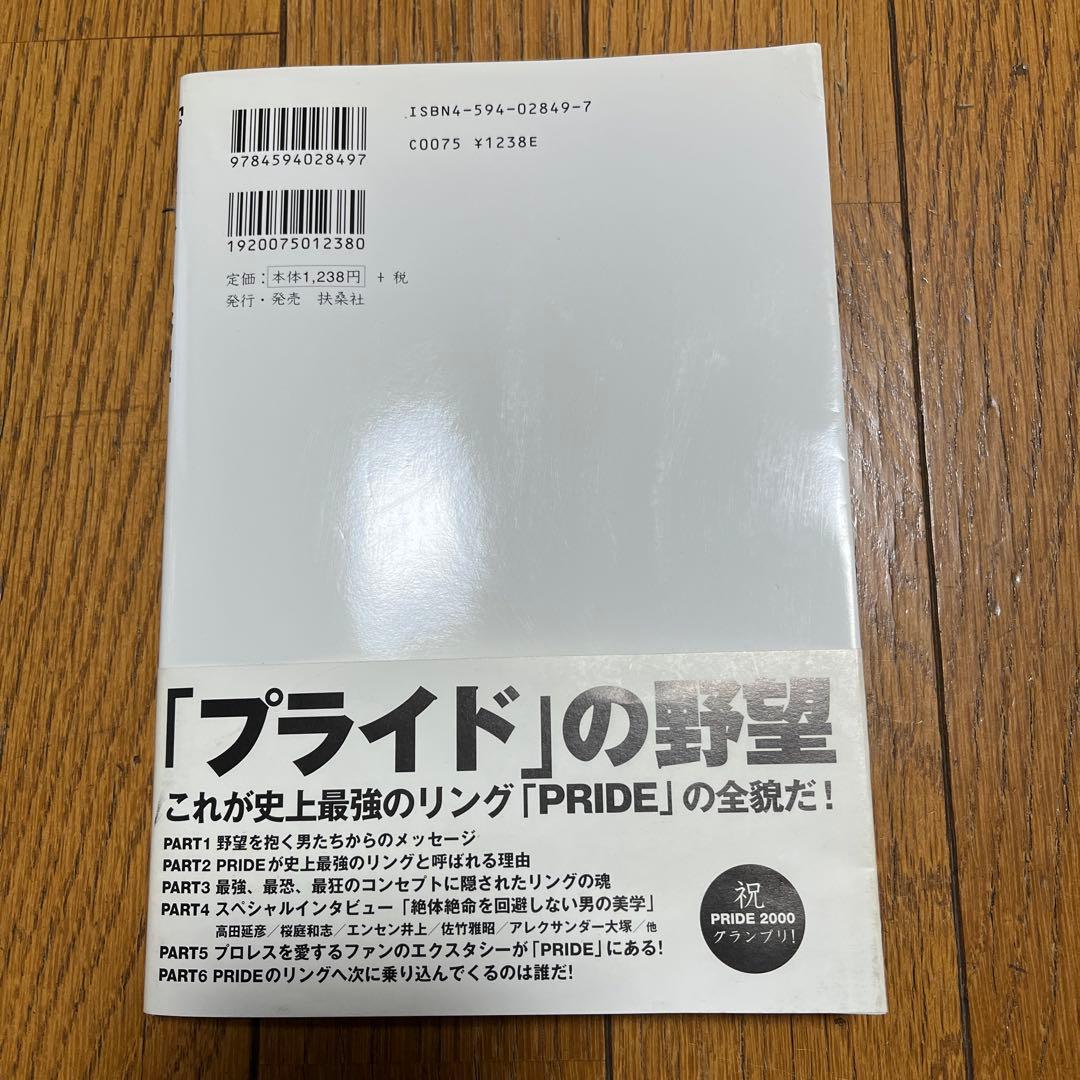 ISBN4-594-02849-7
C0075 ¥1238E
9784594028497
1920075012380
定価：本体1,238円 + 税
発行・発売 扶桑社
「プライド」の野望
これが史上最強のリング「PRIDE」の全貌だ！
PART1 野望を抱く男たちからのメッセージ
PART2 PRIDEが史上最強のリングと呼ばれる理由
PART3 最強、最恐、最狂のコンセプトに隠されたリングの魂
PART4 スペシャルインタビュー「絶体絶命を回避しない男の美学」
高田延彦／桜庭和志／エンセン井上／佐竹雅昭／アレクサンダー大塚／他
PART5 プロレスを愛するファンのエクスタシーが「PRIDE」にある！
PART6 PRIDEのリングへ次に乗り込んでくるのは誰だ！
祝
PRIDE 2000
グランプリ！